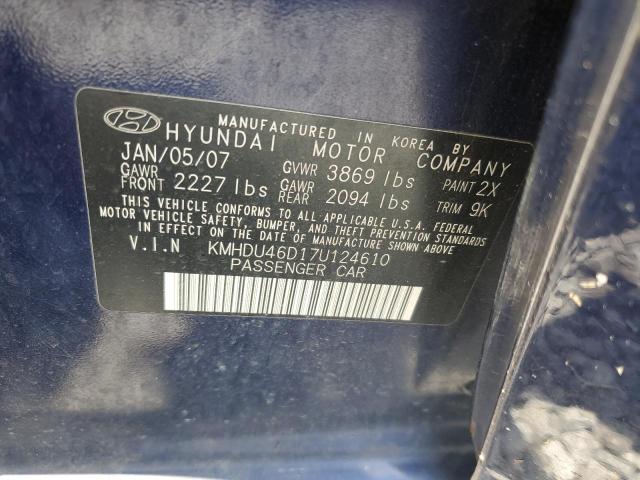 MANUFACTURED IN KOREA BY
HYUNDAI MOTOR COMPANY
JAN/05/07 GVWR 3869 lbs PAINT 2X
GAWR FRONT 2227 lbs GAWR REAR 2094 lbs TRIM 9K
THIS VEHICLE CONFORMS TO ALL APPLICABLE U.S.A. FEDERAL
MOTOR VEHICLE SAFETY, BUMPER, AND THEFT PREVENTION STANDARDS
IN EFFECT ON THE DATE OF MANUFACTURE SHOWN ABOVE
V.I.N KMHDU46D17U124610
PASSENGER CAR